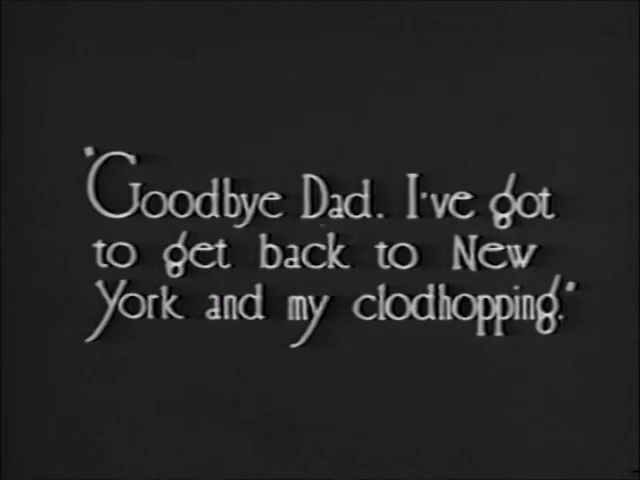 "Goodbye Dad. I've got
to get back to New
York and my clodhopping."